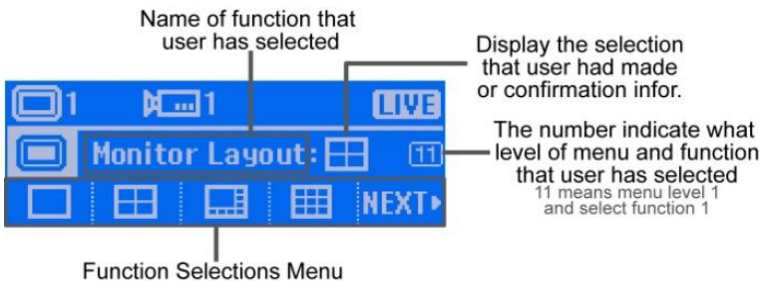 Name of function that
user has selected
Display the selection
that user had made
or confirmation infor.
1 1 LIVE
Monitor Layout: 11
The number indicate what
level of menu and function
that user has selected
11 means menu level 1
and select function 1
NEXT
Function Selections Menu